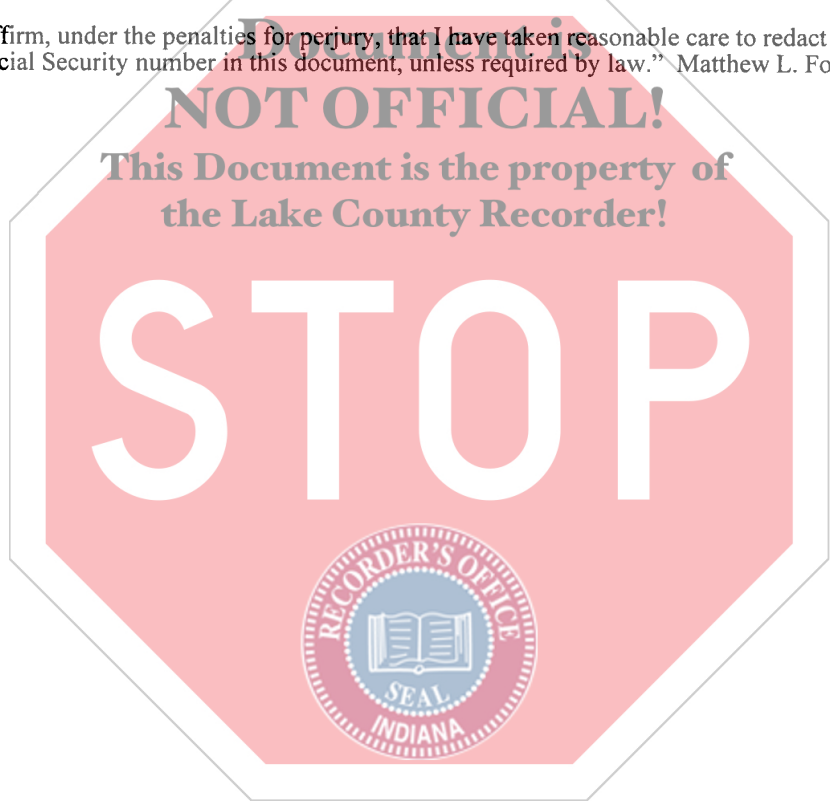 ffirm, under the penalties for perjury, that I have taken reasonable care to redact
cial Security number in this document, unless required by law.” Matthew L. Fo
Document is
NOT OFFICIAL!
This Document is the property of
the Lake County Recorder!
STOP
RECORDER'S OFFICE
SEAL
INDIANA